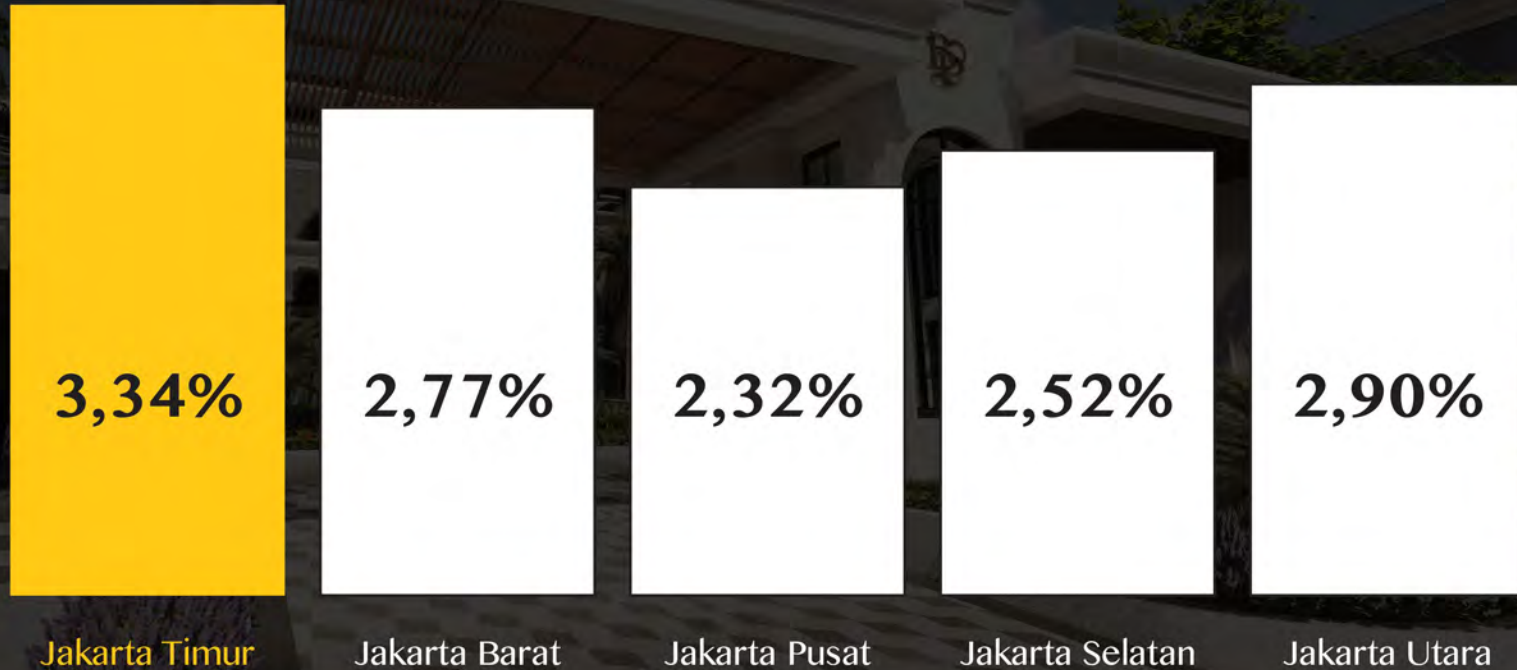 3,34%
2,77%
2,32%
2,52%
2,90%
Jakarta Timur
Jakarta Barat
Jakarta Pusat
Jakarta Selatan
Jakarta Utara